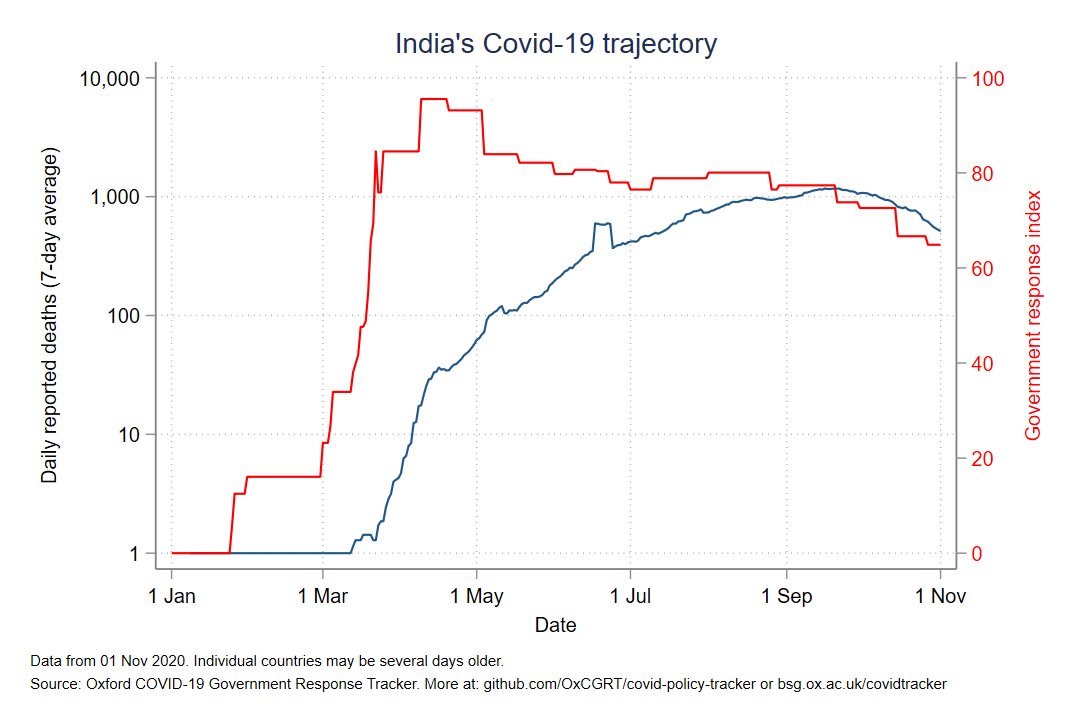 India's Covid-19 trajectory
Daily reported deaths (7-day average)
10,000
1,000
100
10
1
100
80
60
40
20
0
Government response index
1 Jan
1 Mar
1 May
1 Jul
1 Sep
1 Nov
Date
Data from 01 Nov 2020. Individual countries may be several days older.
Source: Oxford COVID-19 Government Response Tracker. More at: github.com/OxCGRT/covid-policy-tracker or bsg.ox.ac.uk/covidtracker